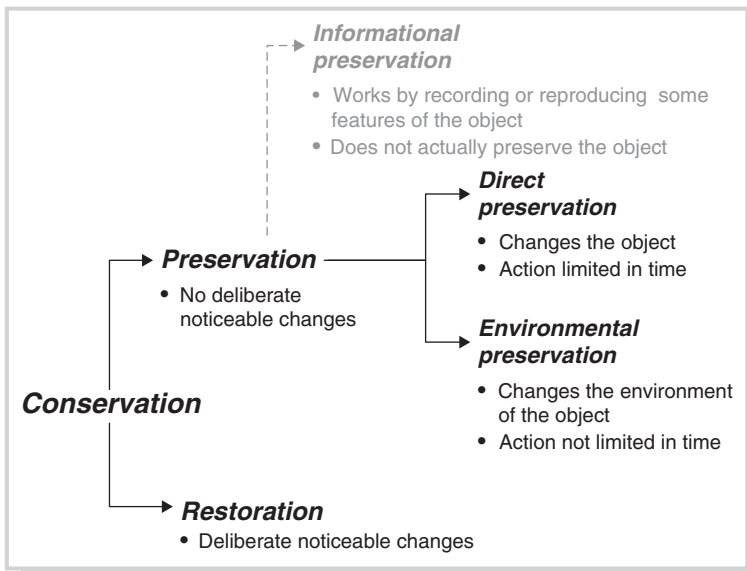 Informational
preservation
• Works by recording or reproducing some
features of the object
• Does not actually preserve the object
Direct
preservation
• Changes the object
• Action limited in time
Preservation
• No deliberate
noticeable changes
Environmental
preservation
• Changes the environment
of the object
• Action not limited in time
Conservation
Restoration
• Deliberate noticeable changes